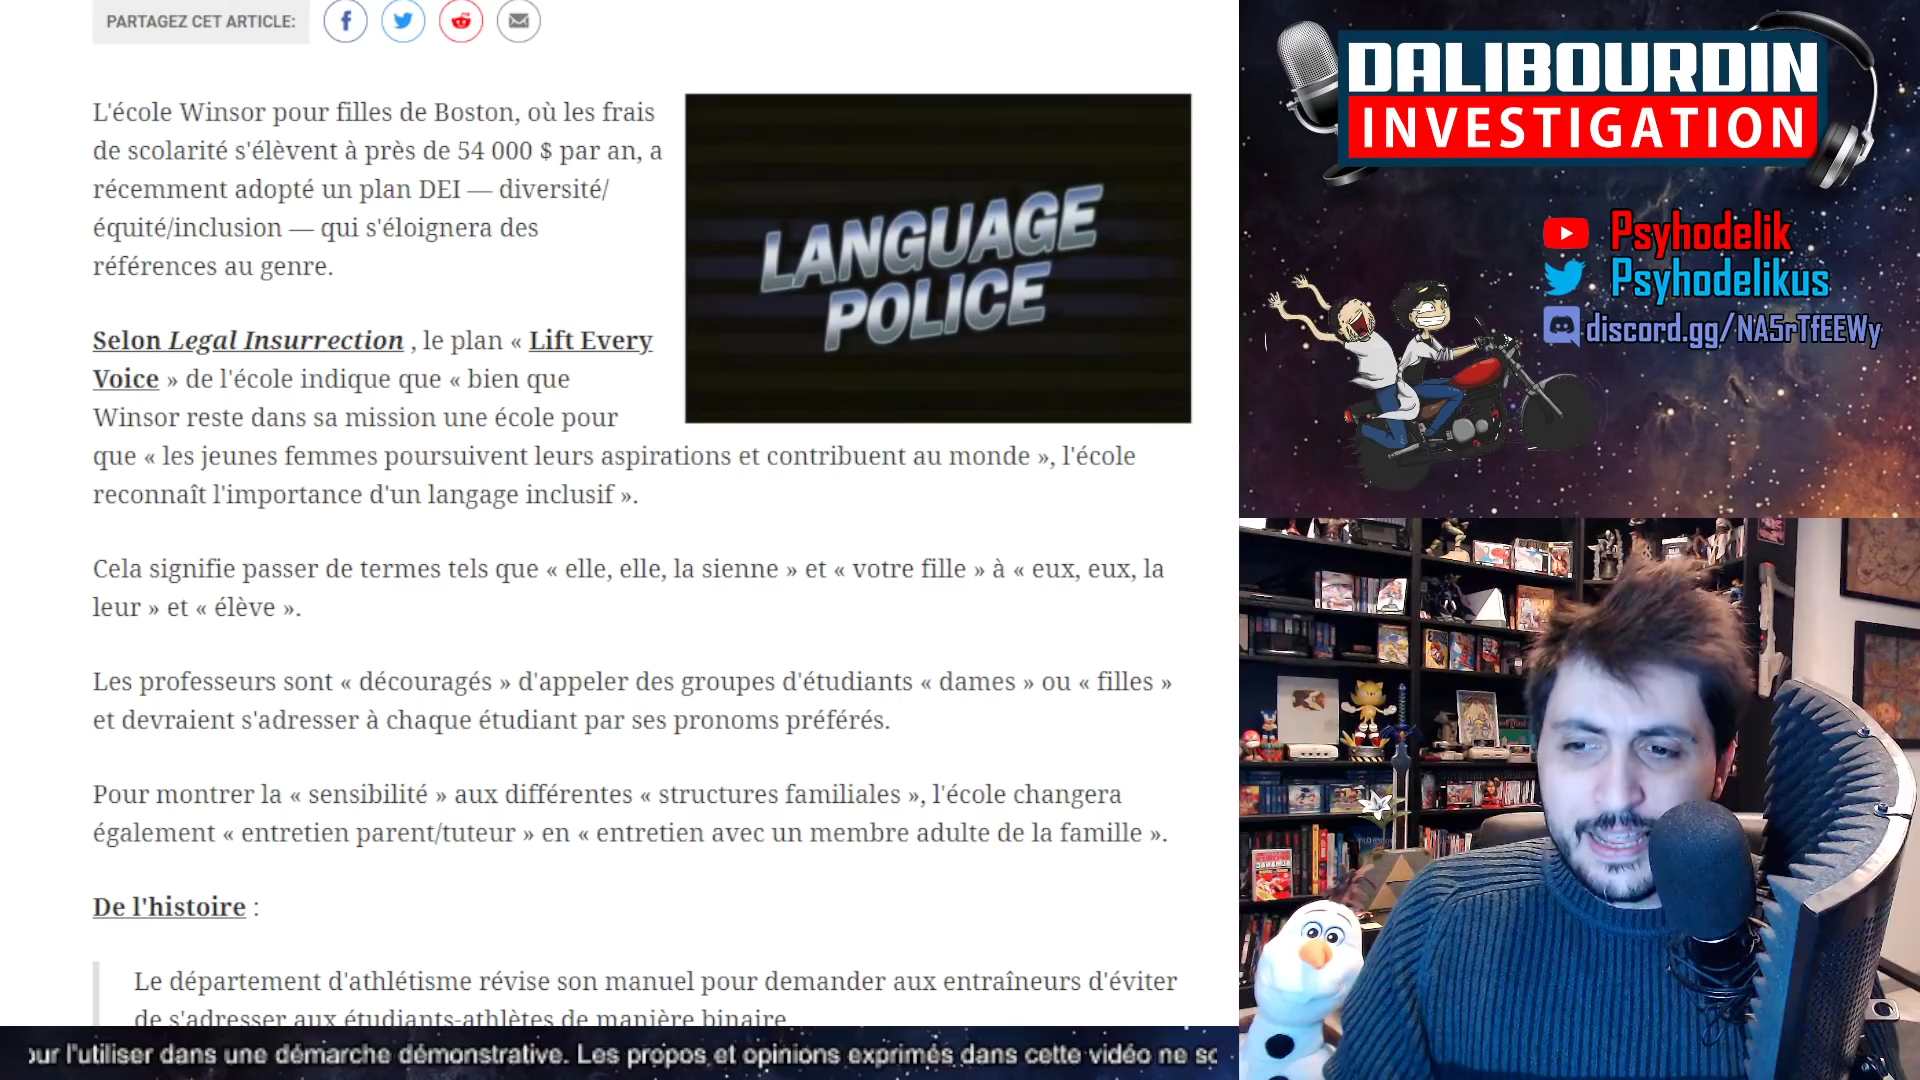 PARTAGEZ CET ARTICLE:
L'école Winsor pour filles de Boston, où les frais
de scolarité s'élèvent à près de 54 000 $ par an, a
récemment adopté un plan DEI — diversité/
équité/inclusion — qui s'éloignera des
références au genre.
LANGUAGE
POLICE
Selon Legal Insurrection , le plan « Lift Every
Voice » de l'école indique que « bien que
Winsor reste dans sa mission une école pour
que « les jeunes femmes poursuivent leurs aspirations et contribuent au monde », l'école
reconnaît l'importance d'un langage inclusif ».
Cela signifie passer de termes tels que « elle, elle, la sienne » et « votre fille » à « eux, eux, la
leur » et « élève ».
Les professeurs sont « découragés » d'appeler des groupes d'étudiants « dames » ou « filles »
et devraient s'adresser à chaque étudiant par ses pronoms préférés.
Pour montrer la « sensibilité » aux différentes « structures familiales », l'école changera
également « entretien parent/tuteur » en « entretien avec un membre adulte de la famille ».
De l'histoire :
Le département d'athlétisme révise son manuel pour demander aux entraîneurs d'éviter
de s'adresser aux étudiants-athlètes de manière binaire
ur l'utiliser dans une démarche démonstrative. Les propos et opinions exprimés dans cette vidéo ne so
DALIBOURDIN
INVESTIGATION
Psyhodelik
Psyhodelikus
discord.gg/NA5rTfEEWy